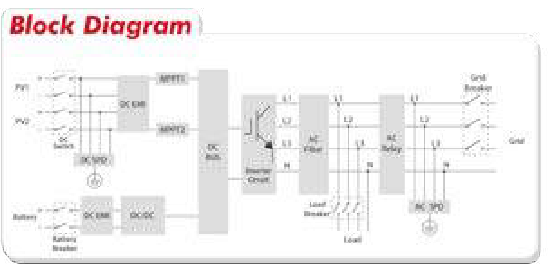 Block Diagram
PV1
PV2
DC
Switch
DC EMI
MPPT1
MPPT2
DC SPD
DC
BUS
Inverter
Circuit
L1
L2
L3
N
AC
Filter
L1
L2
L3
N
Load
Breaker
Load
AC
Relay
L1
L2
L3
N
AC SPD
Grid
Breaker
Grid
Battery
Battery
Breaker
DC EMI
DC/DC